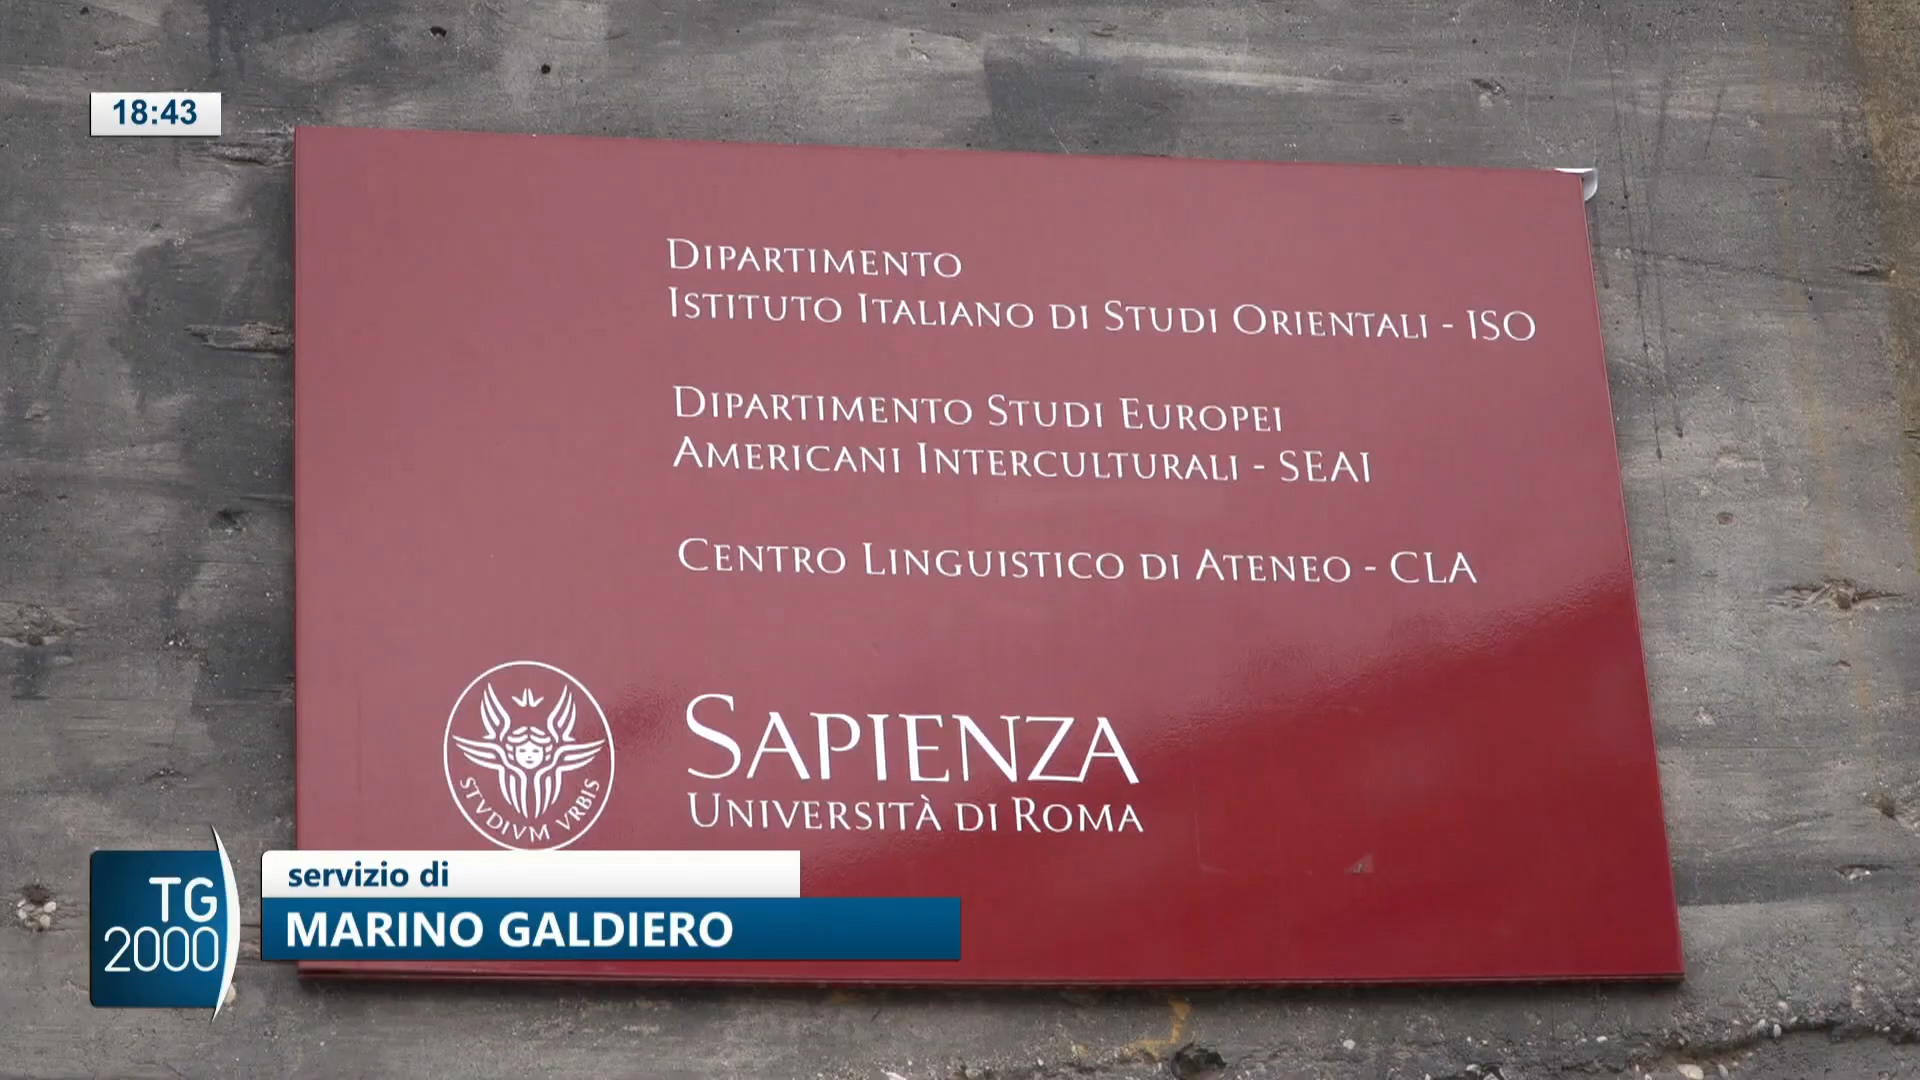 18:43
DIPARTIMENTO
ISTITUTO ITALIANO DI STUDI ORIENTALI - ISO
DIPARTIMENTO STUDI EUROPEI
AMERICANI INTERCULTURALI - SEAI
CENTRO LINGUISTICO DI ATENEO - CLA
STVDIVM VRBIS
SAPIENZA
UNIVERSITÀ DI ROMA
TG
2000
servizio di
MARINO GALDIERO